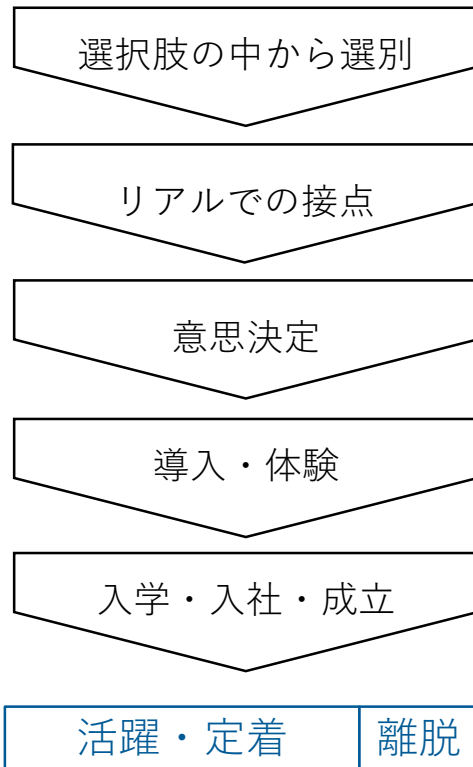 選択肢の中から選別
リアルでの接点
意思決定
導入・体験
入学・入社・成立
活躍・定着
離脱